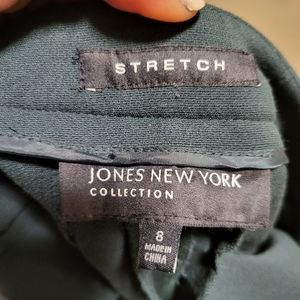 STRETCH
JONES NEW YORK
COLLECTION
8
MADE IN
CHINA